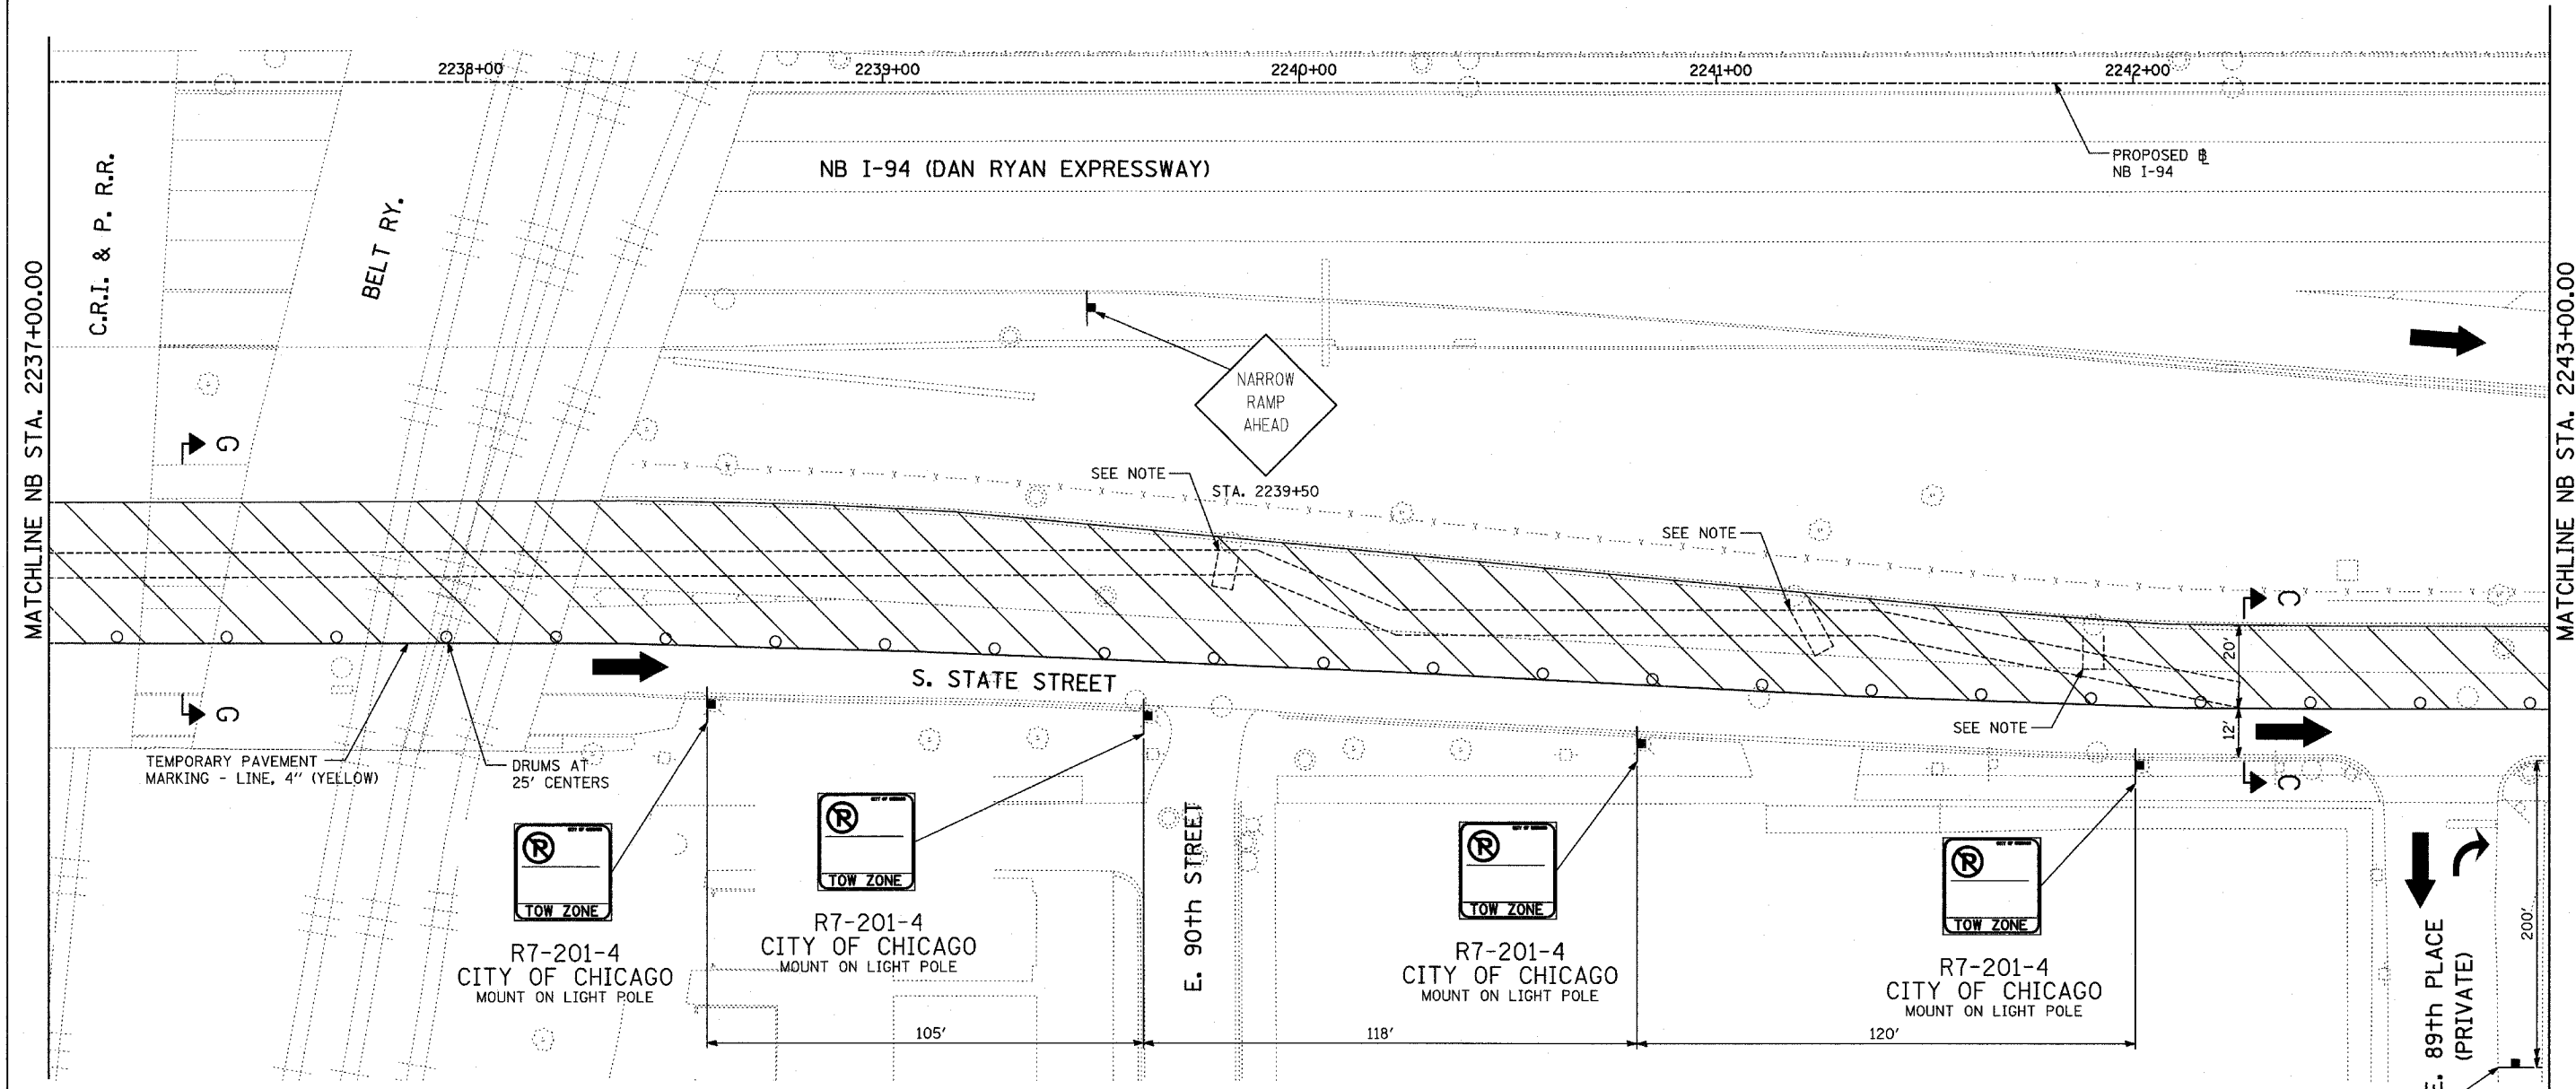 2238+00
2239+00
2240+00
2241+00
2242+00
MATCHLINE NB STA. 2237+00.00
C.R.I. & P. R.R.
BELT RY.
NB I-94 (DAN RYAN EXPRESSWAY)
PROPOSED
NB I-94
MATCHLINE NB STA. 2243+00.00
NARROW
RAMP
AHEAD
STA. 2239+50
SEE NOTE
SEE NOTE
G
G
C
C
20'
12'
S. STATE STREET
SEE NOTE
TEMPORARY PAVEMENT
MARKING - LINE, 4" (YELLOW)
DRUMS AT
25' CENTERS
R
TOW ZONE
R7-201-4
CITY OF CHICAGO
MOUNT ON LIGHT POLE
R
TOW ZONE
R7-201-4
CITY OF CHICAGO
MOUNT ON LIGHT POLE
E. 90th STREET
R
TOW ZONE
R7-201-4
CITY OF CHICAGO
MOUNT ON LIGHT POLE
R
TOW ZONE
R7-201-4
CITY OF CHICAGO
MOUNT ON LIGHT POLE
E. 89th PLACE
(PRIVATE)
200'
105'
118'
120'